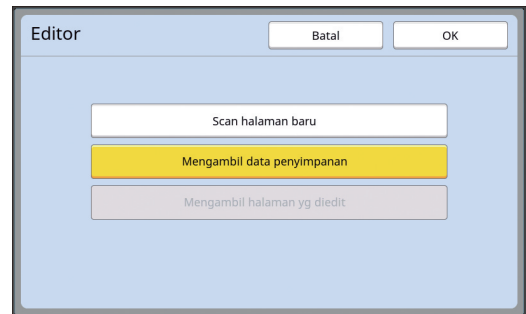 Editor
Batal
OK
Scan halaman baru
Mengambil data penyimpanan
Mengambil halaman yg diedit